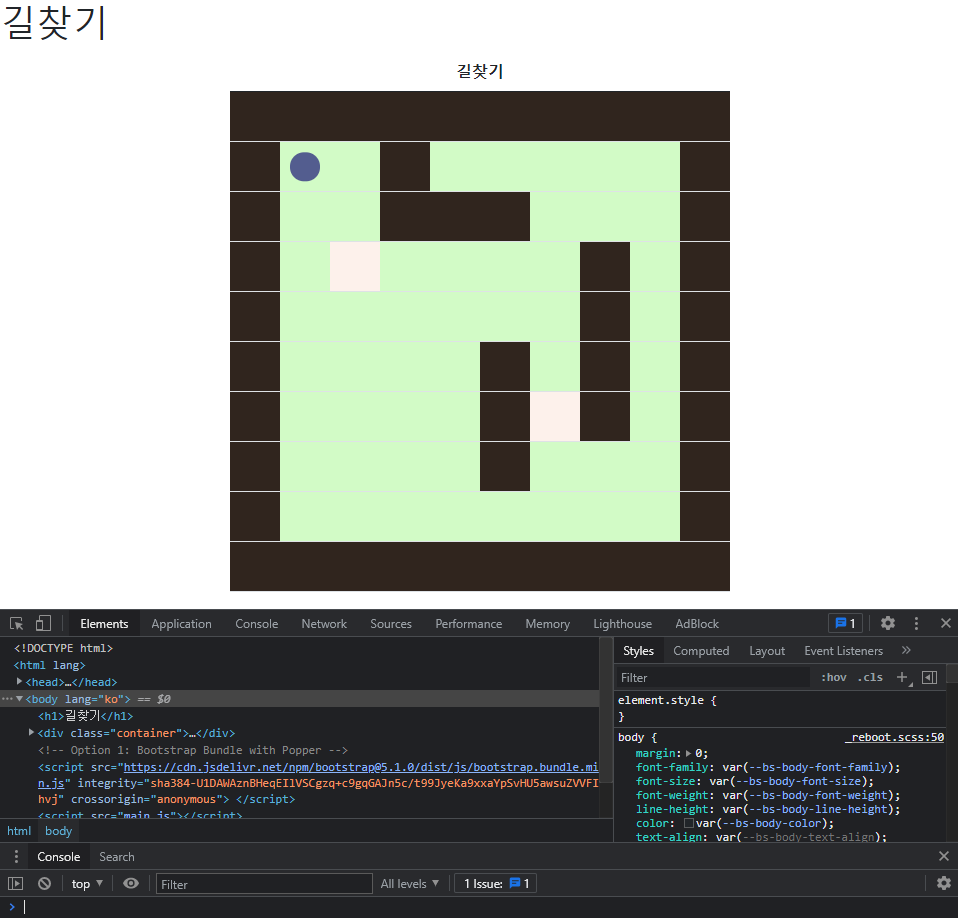 길찾기
길찾기
Elements Application Console Network Sources Performance Memory Lighthouse AdBlock 1
<!DOCTYPE html>
<html lang>
<head>…</head>
<body lang="ko"> == $0
<h1>길찾기</h1>
<div class="container">…</div>
<!-- Option 1: Bootstrap Bundle with Popper -->
<script src="https://cdn.jsdelivr.net/npm/bootstrap@5.1.0/dist/js/bootstrap.bundle.mi
n.js" integrity="sha384-U1DAWAznBHeqEIlVSCgzq+c9gqGAJn5c/t99JyeKa9xxaYpSvHU5awsuZVVFI
hvj" crossorigin="anonymous"> </script>
<script src="main.js"></script>
html body
Styles Computed Layout Event Listeners »
Filter :hov .cls +
element.style {
}
body { _reboot.scss:50
margin: 0;
font-family: var(--bs-body-font-family);
font-size: var(--bs-body-font-size);
font-weight: var(--bs-body-font-weight);
line-height: var(--bs-body-line-height);
color: var(--bs-body-color);
text-align: var(--bs-body-text-align);
Console Search
top Filter All levels 1 Issue: 1